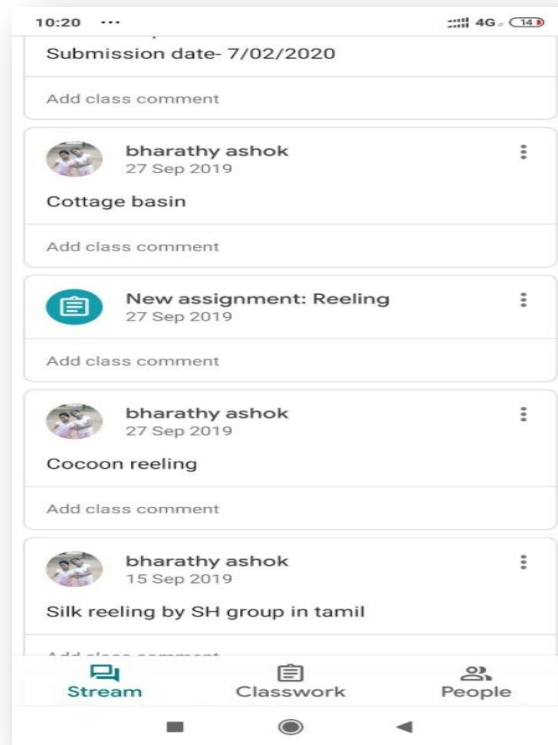 10:20 ...
4G 14
Submission date- 7/02/2020
Add class comment
bharathy ashok
27 Sep 2019
Cottage basin
Add class comment
New assignment: Reeling
27 Sep 2019
Add class comment
bharathy ashok
27 Sep 2019
Cocoon reeling
Add class comment
bharathy ashok
15 Sep 2019
Silk reeling by SH group in tamil
Stream
Classwork
People